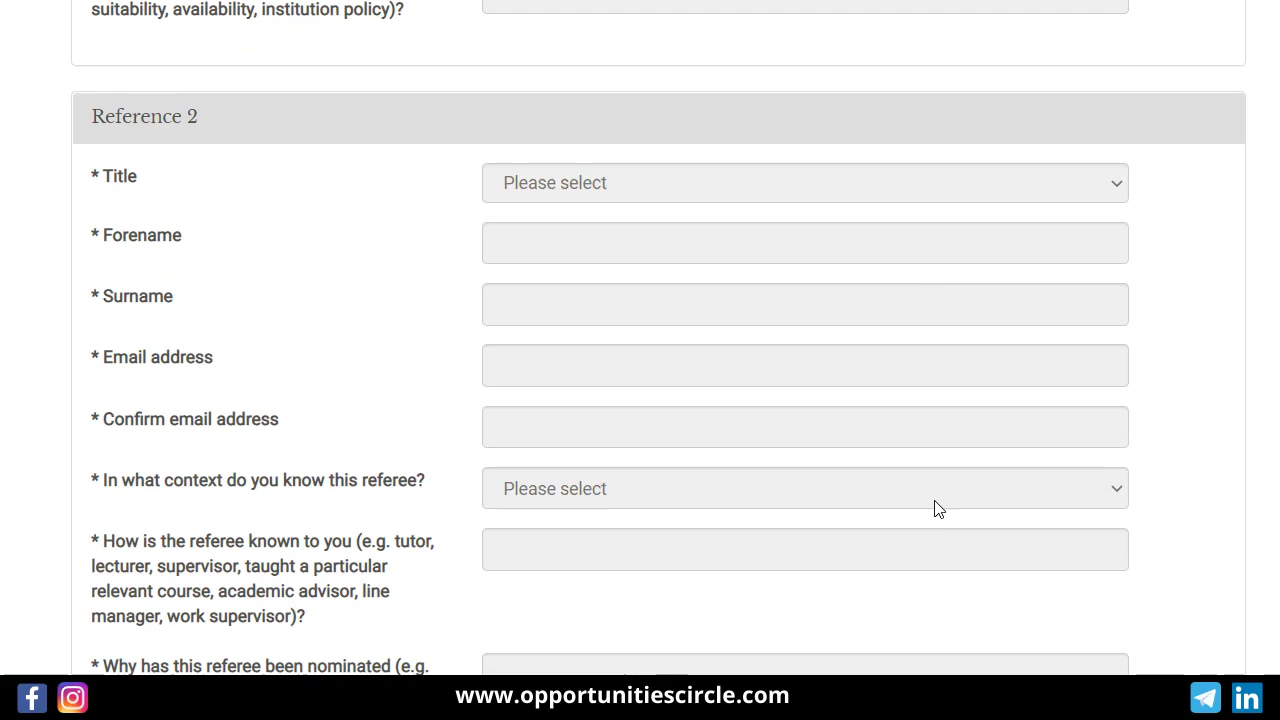 suitability, availability, institution policy)?
Reference 2
* Title
Please select
* Forename
* Surname
* Email address
* Confirm email address
* In what context do you know this referee?
Please select
* How is the referee known to you (e.g. tutor,
lecturer, supervisor, taught a particular
relevant course, academic advisor, line
manager, work supervisor)?
* Why has this referee been nominated (e.g.
www.opportunitiescircle.com